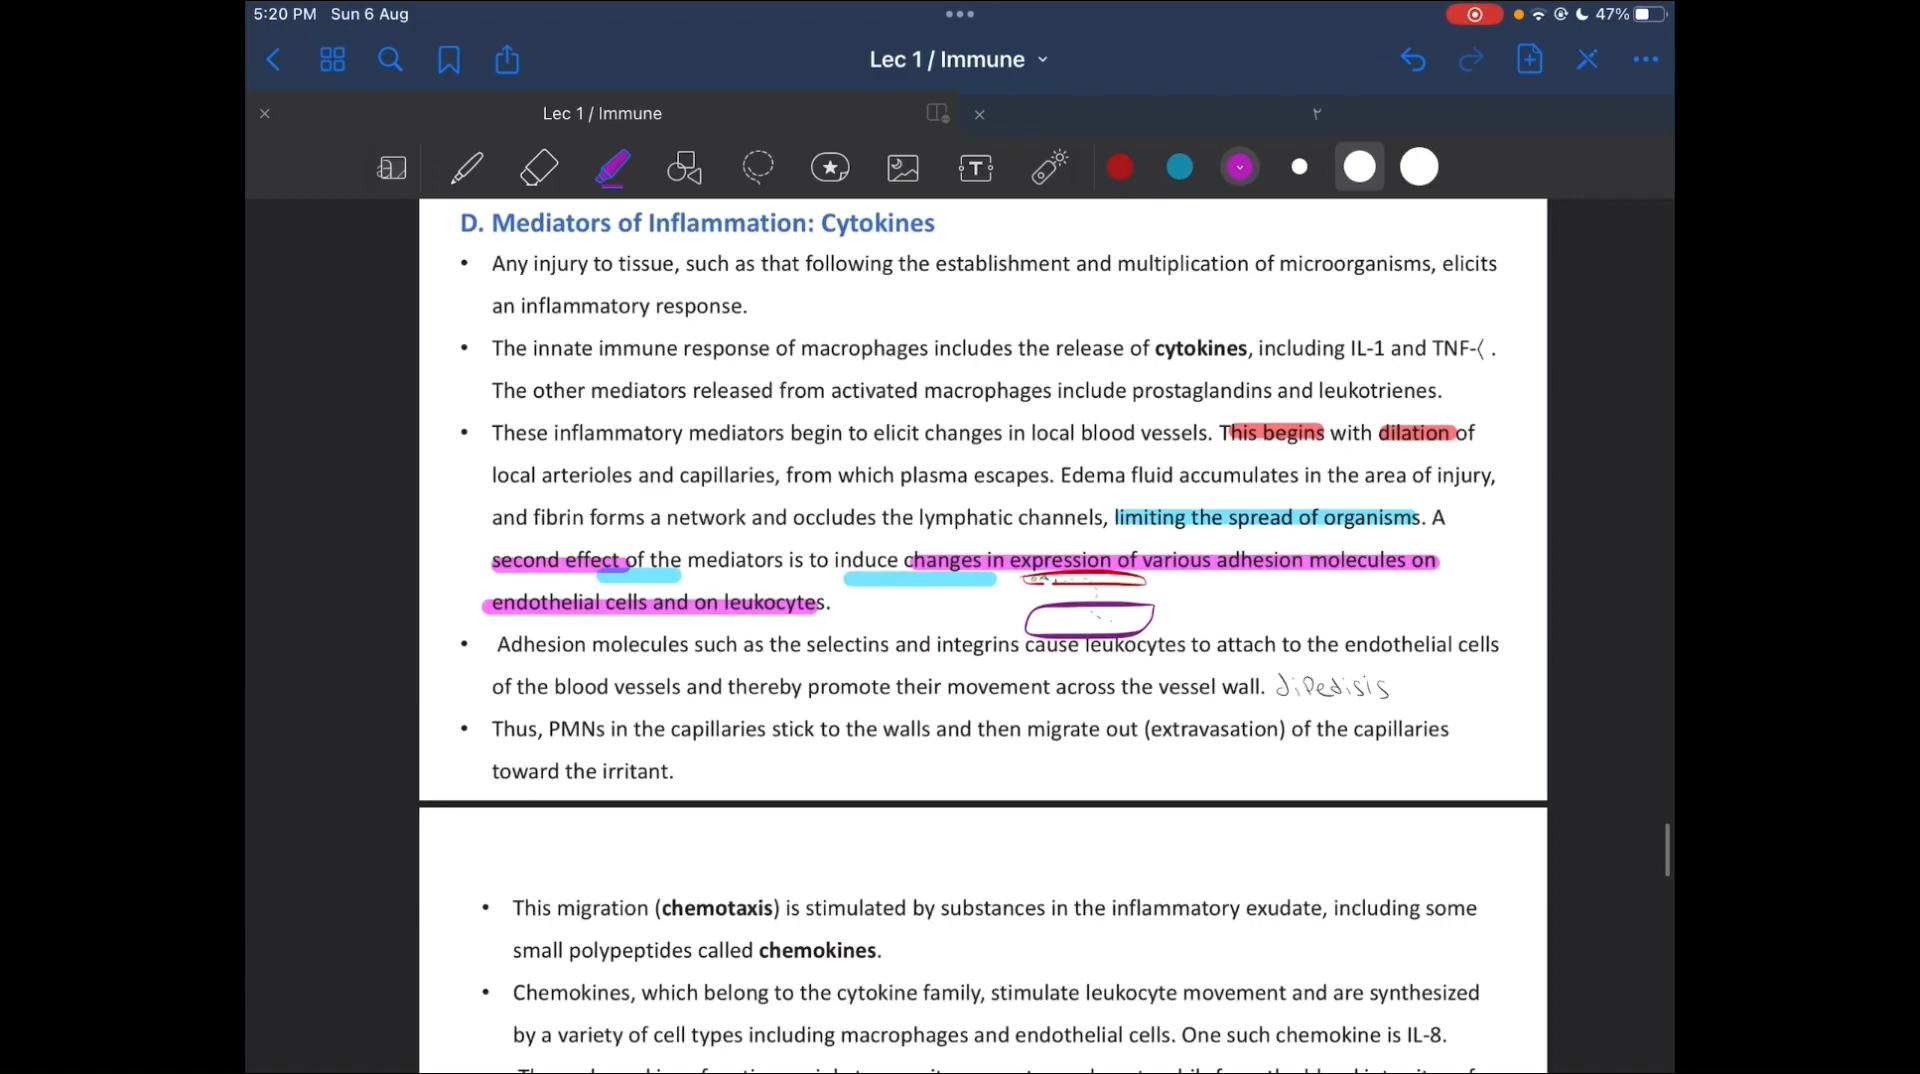 5:20 PM Sun 6 Aug
47%
Lec 1 / Immune
Lec 1 / Immune
٢
D. Mediators of Inflammation: Cytokines
• Any injury to tissue, such as that following the establishment and multiplication of microorganisms, elicits
an inflammatory response.
• The innate immune response of macrophages includes the release of cytokines, including IL-1 and TNF-⟨ .
The other mediators released from activated macrophages include prostaglandins and leukotrienes.
• These inflammatory mediators begin to elicit changes in local blood vessels. This begins with dilation of
local arterioles and capillaries, from which plasma escapes. Edema fluid accumulates in the area of injury,
and fibrin forms a network and occludes the lymphatic channels, limiting the spread of organisms. A
second effect of the mediators is to induce changes in expression of various adhesion molecules on
endothelial cells and on leukocytes.
• Adhesion molecules such as the selectins and integrins cause leukocytes to attach to the endothelial cells
of the blood vessels and thereby promote their movement across the vessel wall. diPedisis
• Thus, PMNs in the capillaries stick to the walls and then migrate out (extravasation) of the capillaries
toward the irritant.
• This migration (chemotaxis) is stimulated by substances in the inflammatory exudate, including some
small polypeptides called chemokines.
• Chemokines, which belong to the cytokine family, stimulate leukocyte movement and are synthesized
by a variety of cell types including macrophages and endothelial cells. One such chemokine is IL-8.